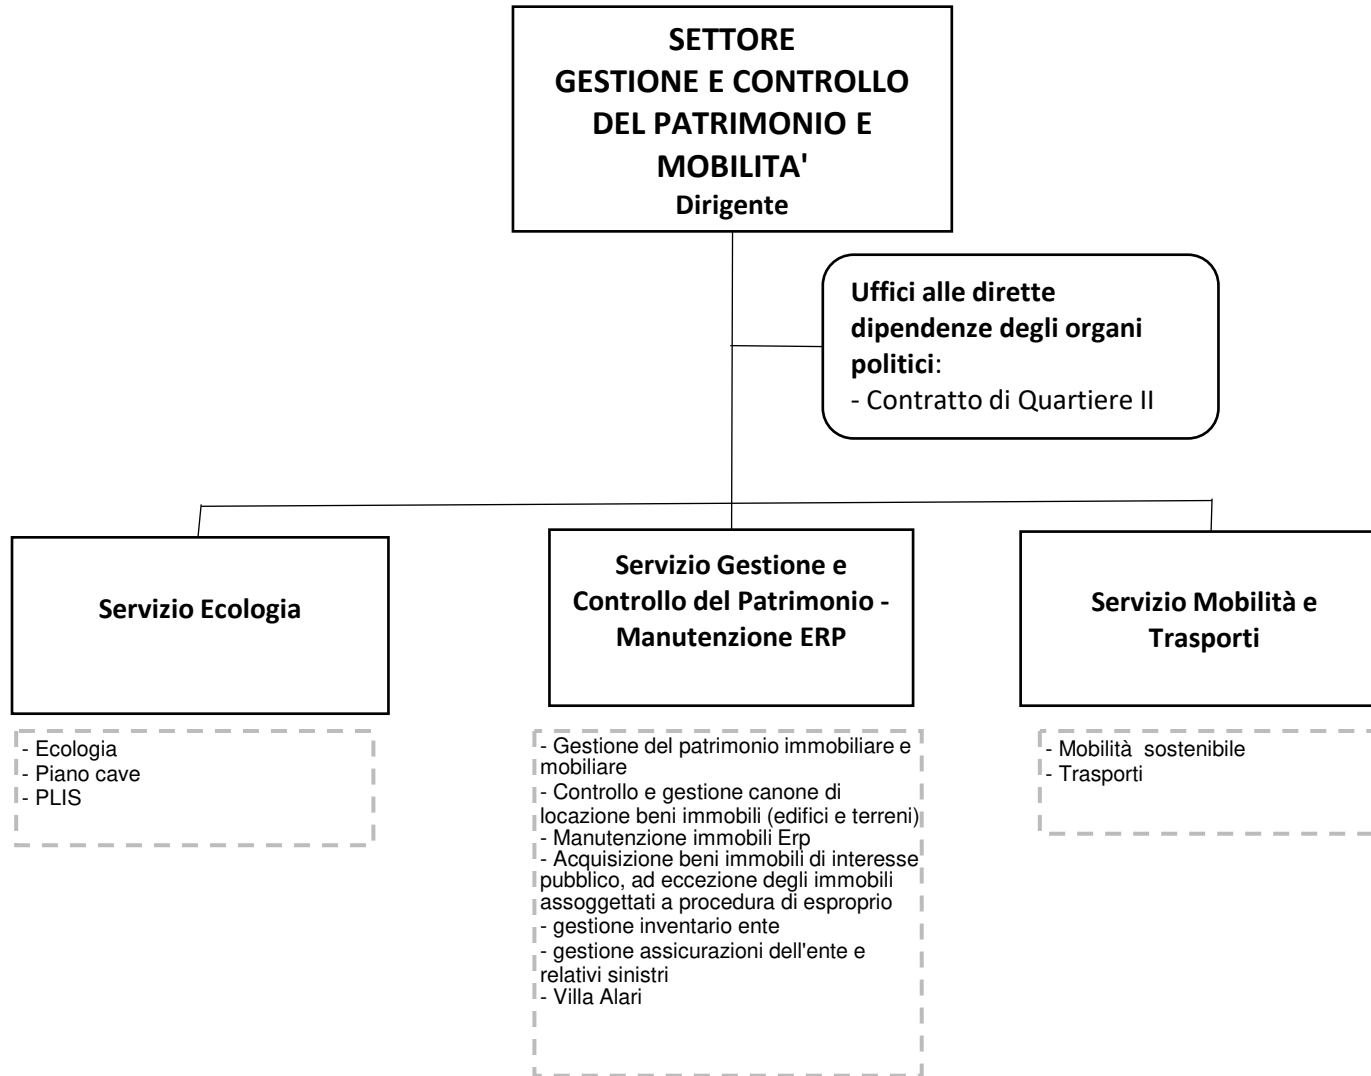 SETTORE
GESTIONE E CONTROLLO
DEL PATRIMONIO E
MOBILITA'
Dirigente
Uffici alle dirette
dipendenze degli organi
politici:
- Contratto di Quartiere II
Servizio Ecologia
- Ecologia
- Piano cave
- PLIS
Servizio Gestione e
Controllo del Patrimonio -
Manutenzione ERP
- Gestione del patrimonio immobiliare e
mobiliare
- Controllo e gestione canone di
locazione beni immobili (edifici e terreni)
- Manutenzione immobili Erp
- Acquisizione beni immobili di interesse
pubblico, ad eccezione degli immobili
assoggettati a procedura di esproprio
- gestione inventario ente
- gestione assicurazioni dell'ente e
relativi sinistri
- Villa Alari
Servizio Mobilità e
Trasporti
- Mobilità  sostenibile
- Trasporti